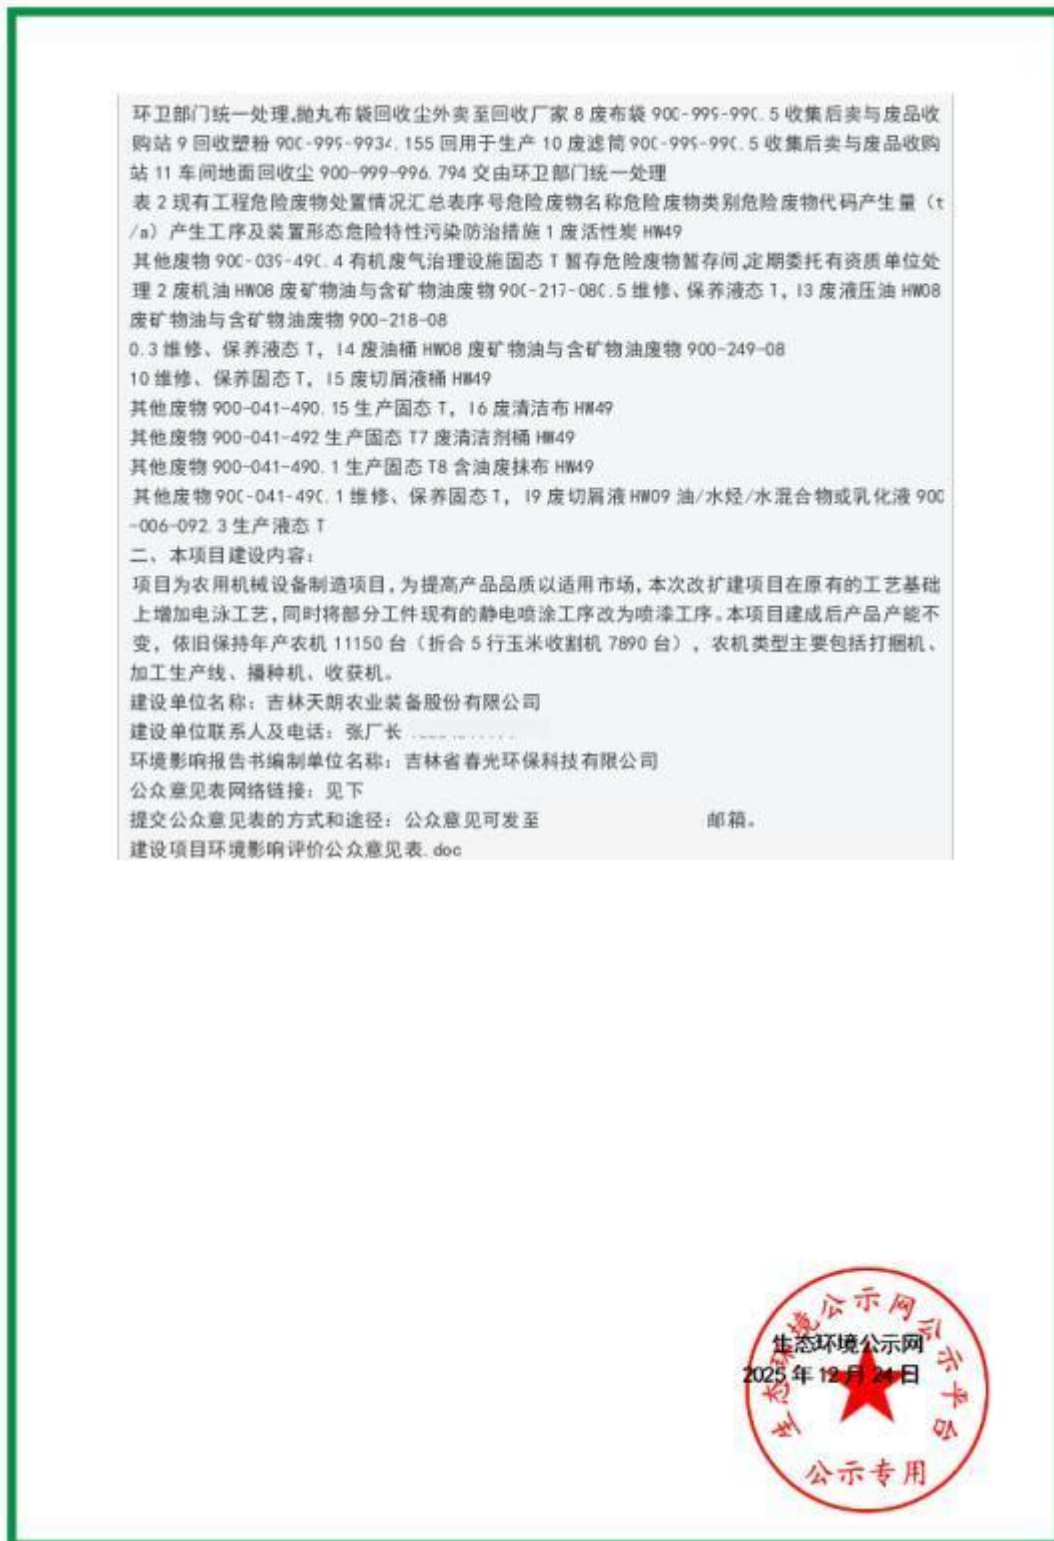 环卫部门统一处理,抛丸布袋回收尘外卖至回收厂家 8 废布袋 900-999-990.5 收集后卖与废品收
购站 9 回收塑粉 900-999-9934.155 回用于生产 10 废滤筒 900-999-990.5 收集后卖与废品收购
站 11 车间地面回收尘 900-999-996.794 交由环卫部门统一处理
表 2 现有工程危险废物处置情况汇总表序号危险废物名称危险废物类别危险废物代码产生量（t
/a）产生工序及装置形态危险特性污染防治措施 1 废活性炭 HW49
其他废物 900-039-490.4 有机废气治理设施固态 T 暂存危险废物暂存间,定期委托有资质单位处
理 2 废机油 HW08 废矿物油与含矿物油废物 900-217-080.5 维修、保养液态 T，I3 废液压油 HW08
废矿物油与含矿物油废物 900-218-08
0.3 维修、保养液态 T，I4 废油桶 HW08 废矿物油与含矿物油废物 900-249-08
10 维修、保养固态 T，I5 废切屑液桶 HW49
其他废物 900-041-490.15 生产固态 T，I6 废清洁布 HW49
其他废物 900-041-492 生产固态 T7 废清洁剂桶 HW49
其他废物 900-041-490.1 生产固态 T8 含油废抹布 HW49
其他废物 900-041-490.1 维修、保养固态 T，I9 废切屑液 HW09 油/水烃/水混合物或乳化液 900
-006-092.3 生产液态 T
二、本项目建设内容：
项目为农用机械设备制造项目，为提高产品品质以适用市场，本次改扩建项目在原有的工艺基础
上增加电泳工艺，同时将部分工件现有的静电喷涂工序改为喷漆工序。本项目建成后产品产能不
变，依旧保持年产农机 11150 台（折合 5 行玉米收割机 7890 台），农机类型主要包括打捆机、
加工生产线、播种机、收获机。
建设单位名称：吉林天朗农业装备股份有限公司
建设单位联系人及电话：张厂长
环境影响报告书编制单位名称：吉林省春光环保科技有限公司
公众意见表网络链接：见下
提交公众意见表的方式和途径：公众意见可发至 邮箱。
建设项目环境影响评价公众意见表.doc
生态环境公示网公示平台
生态环境公示网
2025 年 12 月 24 日
公示专用